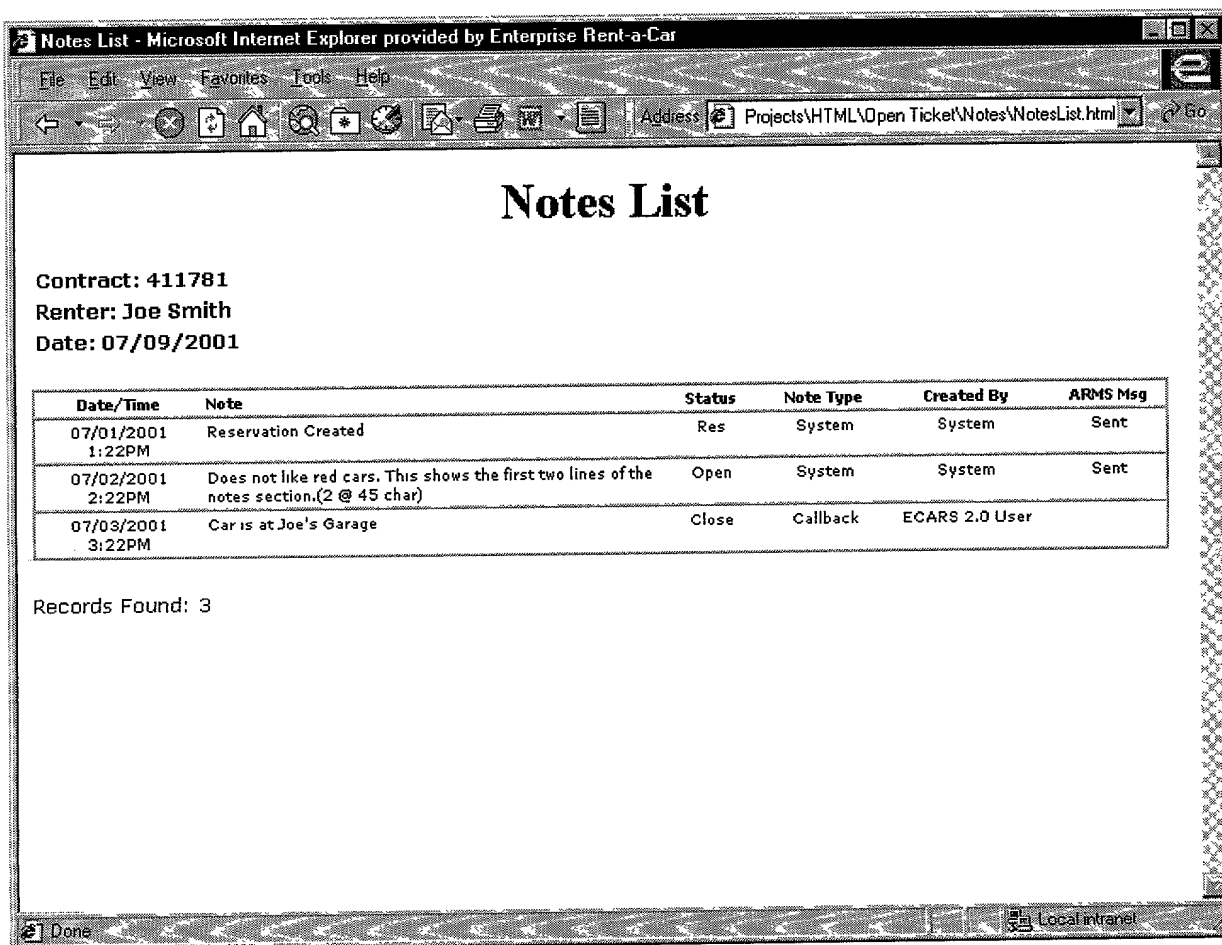 Notes List - Microsoft Internet Explorer provided by Enterprise Rent-a-Car
File Edit View Favorites Tools Help
Address Projects\HTML\Open Ticket\Notes\NotesList.html Go
Notes List
Contract: 411781
Renter: Joe Smith
Date: 07/09/2001
Date/Time Note Status Note Type Created By ARMS Msg
07/01/2001 Reservation Created Res System System Sent
1:22PM
07/02/2001 Does not like red cars. This shows the first two lines of the Open System System Sent
2:22PM notes section.(2 @ 45 char)
07/03/2001 Car is at Joe's Garage Close Callback ECARS 2.0 User
3:22PM
Records Found: 3
Done Local intranet